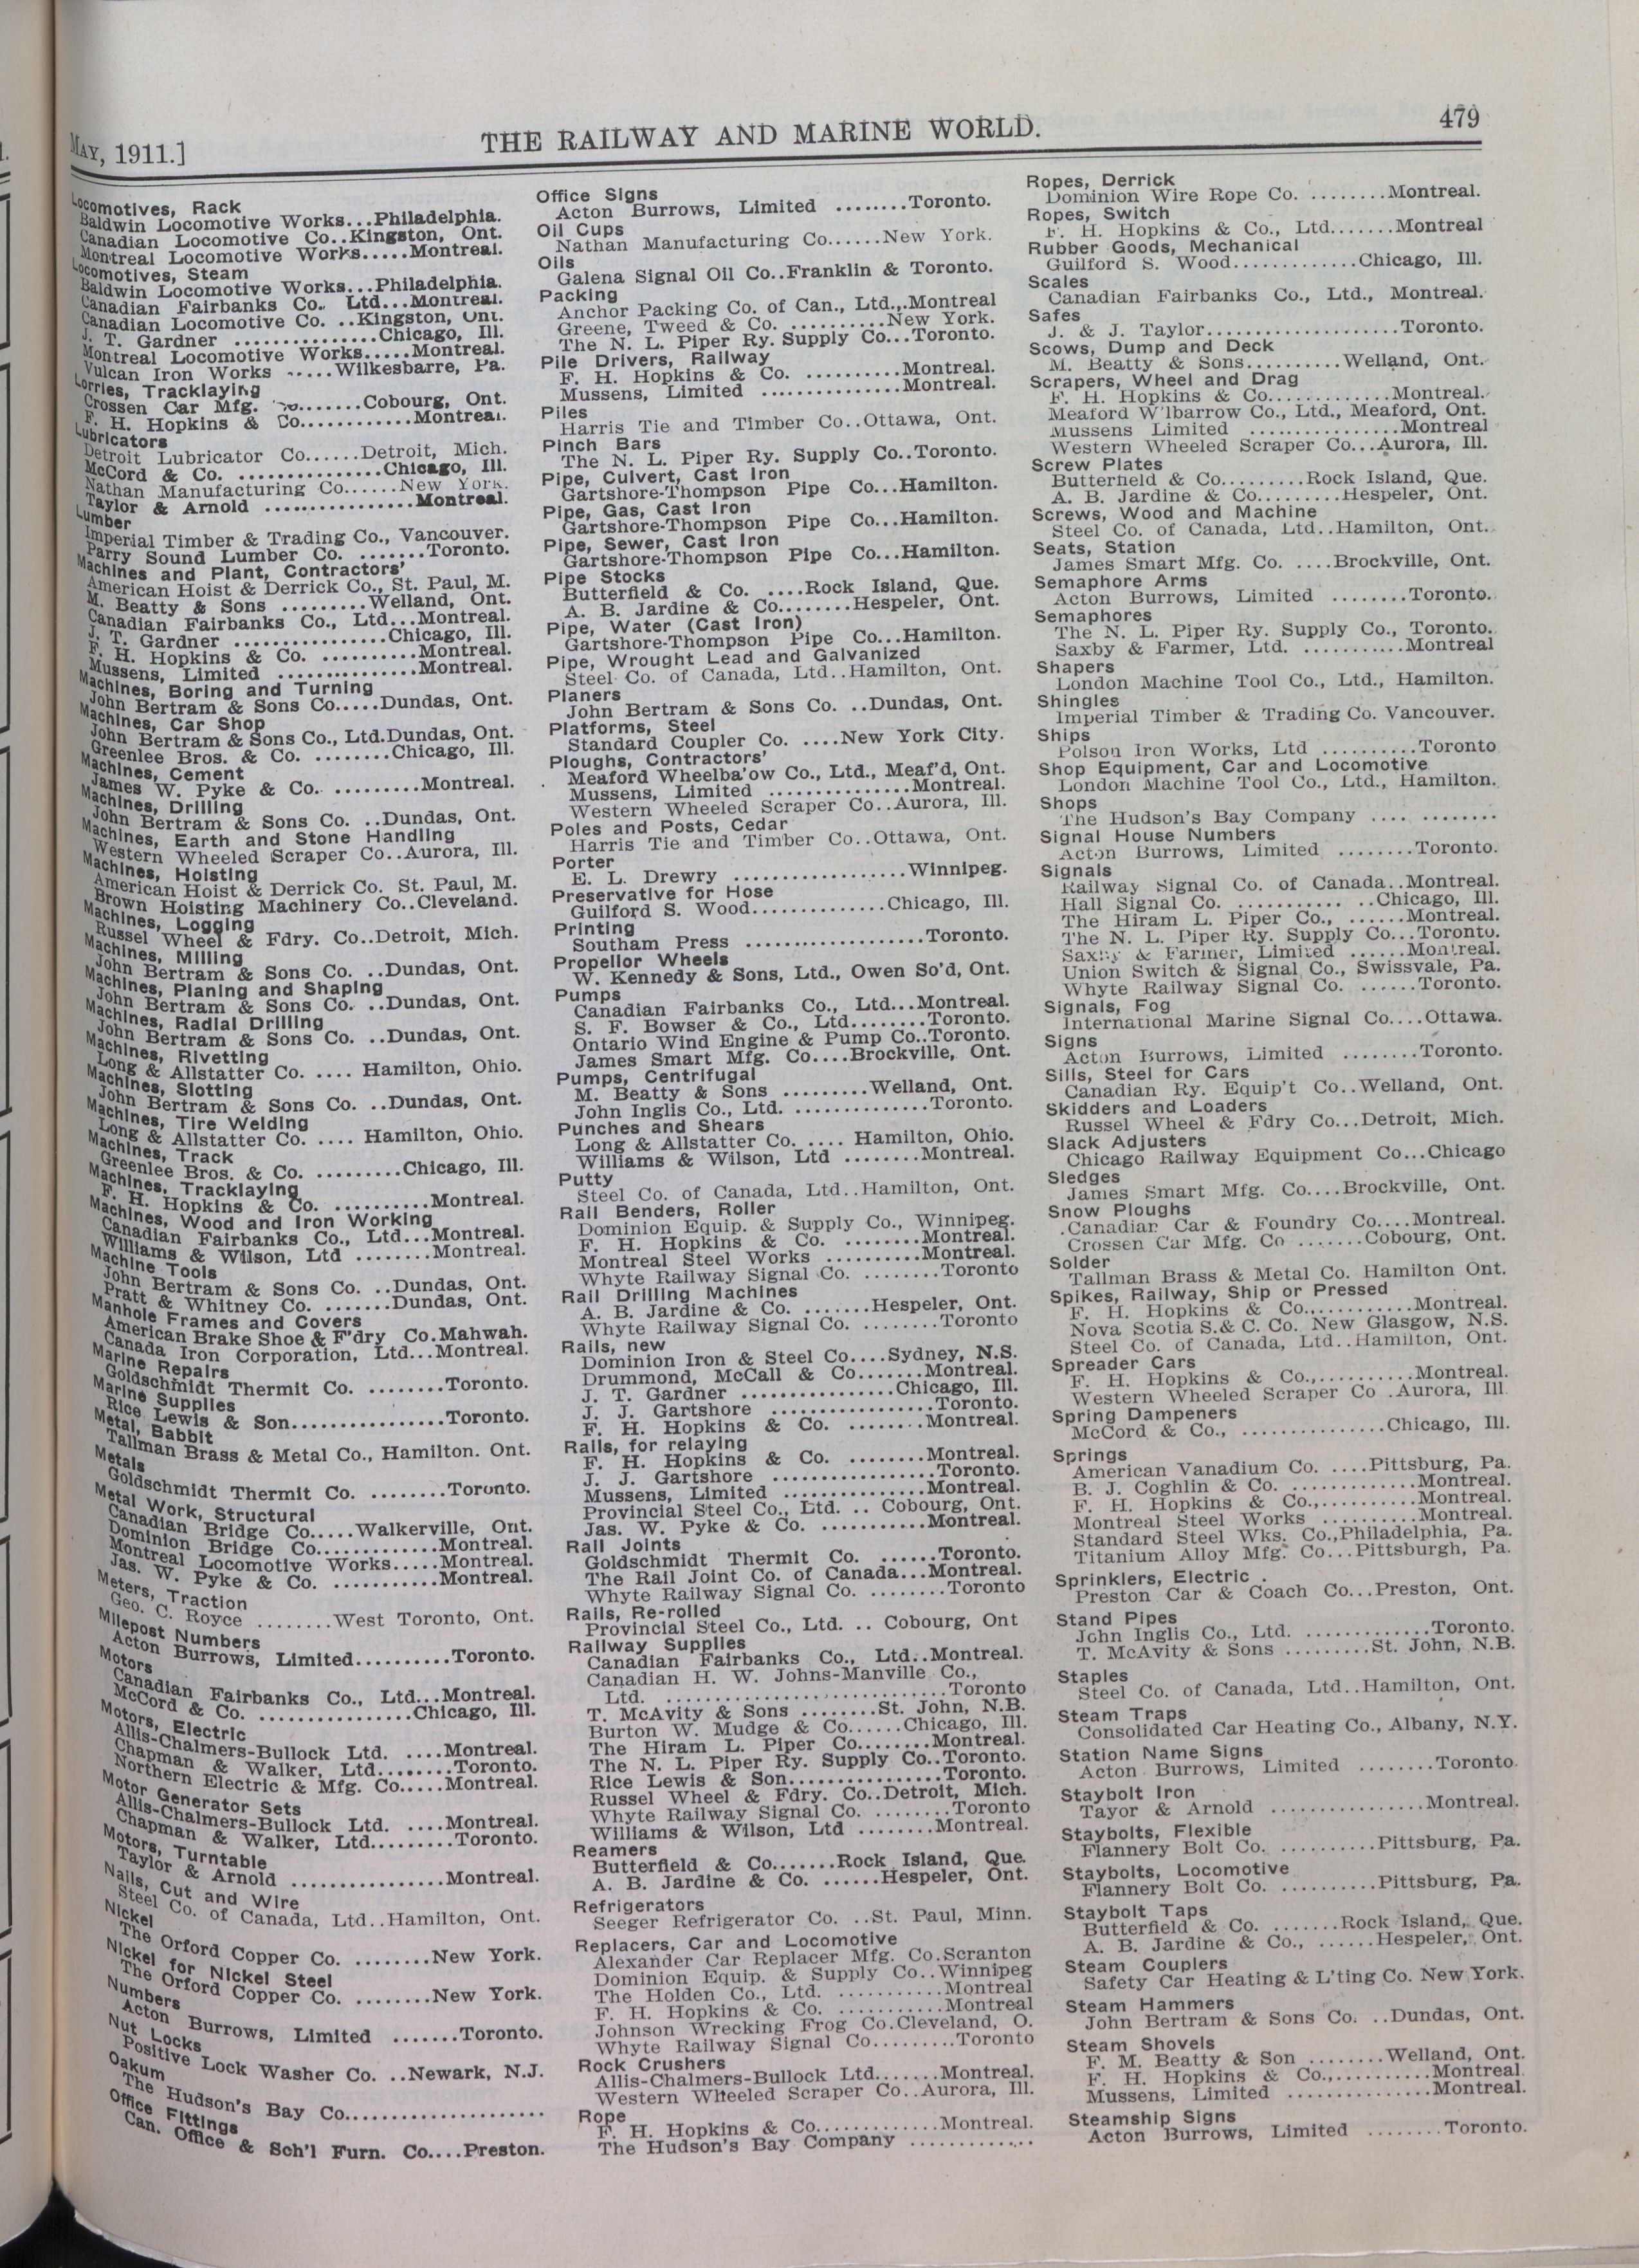 MAY, 1911.]
THE RAILWAY AND MARINE WORLD.
479
Locomotives, Rack
Baldwin Locomotive Works...Philadelphia.
Canadian Locomotive Co..Kingston, Ont.
Montreal Locomotive Works.....Montreal.
Locomotives, Steam
Baldwin Locomotive Works...Philadelphia.
Canadian Fairbanks Co. Ltd...Montreal.
Canadian Locomotive Co. ..Kingston, Ont.
J. T. Gardner ...............Chicago, Ill.
Montreal Locomotive Works.....Montreal.
Vulcan Iron Works .....Wilkesbarre, Pa.
Lorries, Tracklaying
Crossen Car Mfg. Co.......Cobourg, Ont.
F. H. Hopkins & Co............Montreal.
Lubricators
Detroit Lubricator Co......Detroit, Mich.
McCord & Co. ...............Chicago, Ill.
Nathan Manufacturing Co......New York.
Taylor & Arnold ................Montreal.
Lumber
Imperial Timber & Trading Co., Vancouver.
Parry Sound Lumber Co. .......Toronto.
Machines and Plant, Contractors'
American Hoist & Derrick Co., St. Paul, M.
M. Beatty & Sons .........Welland, Ont.
Canadian Fairbanks Co., Ltd...Montreal.
J. T. Gardner ................Chicago, Ill.
F. H. Hopkins & Co. ..........Montreal.
Mussens, Limited ...............Montreal.
Machines, Boring and Turning
John Bertram & Sons Co.....Dundas, Ont.
Machines, Car Shop
John Bertram & Sons Co., Ltd.Dundas, Ont.
Greenlee Bros. & Co. ........Chicago, Ill.
Machines, Cement
James W. Pyke & Co. .........Montreal.
Machines, Drilling
John Bertram & Sons Co. ..Dundas, Ont.
Machines, Earth and Stone Handling
Western Wheeled Scraper Co..Aurora, Ill.
Machines, Hoisting
American Hoist & Derrick Co. St. Paul, M.
Brown Hoisting Machinery Co..Cleveland.
Machines, Logging
Russel Wheel & Fdry. Co..Detroit, Mich.
Machines, Milling
John Bertram & Sons Co. ..Dundas, Ont.
Machines, Planing and Shaping
John Bertram & Sons Co. ..Dundas, Ont.
Machines, Radial Drilling
John Bertram & Sons Co. ..Dundas, Ont.
Machines, Rivetting
Long & Allstatter Co. .... Hamilton, Ohio.
Machines, Slotting
John Bertram & Sons Co. ..Dundas, Ont.
Machines, Tire Welding
Long & Allstatter Co. .... Hamilton, Ohio.
Machines, Track
Greenlee Bros. & Co. .........Chicago, Ill.
Machines, Tracklaying
F. H. Hopkins & Co. ..........Montreal.
Machines, Wood and Iron Working
Canadian Fairbanks Co., Ltd...Montreal.
Williams & Wilson, Ltd ........Montreal.
Machine Tools
John Bertram & Sons Co. ..Dundas, Ont.
Pratt & Whitney Co. .......Dundas, Ont.
Manhole Frames and Covers
American Brake Shoe & F'dry Co.Mahwah.
Canada Iron Corporation, Ltd...Montreal.
Marine Repairs
Goldschmidt Thermit Co. ........Toronto.
Marine Supplies
Rice Lewis & Son................Toronto.
Metal, Babbit
Tallman Brass & Metal Co., Hamilton. Ont.
Metals
Goldschmidt Thermit Co. ........Toronto.
Metal Work, Structural
Canadian Bridge Co.....Walkerville, Ont.
Dominion Bridge Co.............Montreal.
Montreal Locomotive Works.....Montreal.
Jas. W. Pyke & Co. ...........Montreal.
Meters, Traction
Geo. C. Royce ........West Toronto, Ont.
Milepost Numbers
Acton Burrows, Limited..........Toronto.
Motors
Canadian Fairbanks Co., Ltd...Montreal.
McCord & Co. ................Chicago, Ill.
Motors, Electric
Allis-Chalmers-Bullock Ltd. ....Montreal.
Chapman & Walker, Ltd........Toronto.
Northern Electric & Mfg. Co.....Montreal.
Motor Generator Sets
Allis-Chalmers-Bullock Ltd. ....Montreal.
Chapman & Walker, Ltd.........Toronto.
Motors, Turntable
Taylor & Arnold ................Montreal.
Nails, Cut and Wire
Steel Co. of Canada, Ltd..Hamilton, Ont.
Nickel
The Orford Copper Co. ........New York.
Nickel for Nickel Steel
The Orford Copper Co. ........New York.
Numbers
Acton Burrows, Limited .......Toronto.
Nut Locks
Positive Lock Washer Co. ..Newark, N.J.
Oakum
The Hudson's Bay Co.....................
Office Fittings
Can. Office & Sch'l Furn. Co....Preston.
Office Signs
Acton Burrows, Limited ........Toronto.
Oil Cups
Nathan Manufacturing Co......New York.
Oils
Galena Signal Oil Co..Franklin & Toronto.
Packing
Anchor Packing Co. of Can., Ltd.,.Montreal
Greene, Tweed & Co. ..........New York.
The N. L. Piper Ry. Supply Co...Toronto.
Pile Drivers, Railway
F. H. Hopkins & Co. ..........Montreal.
Mussens, Limited ..............Montreal.
Piles
Harris Tie and Timber Co..Ottawa, Ont.
Pinch Bars
The N. L. Piper Ry. Supply Co..Toronto.
Pipe, Culvert, Cast Iron
Gartshore-Thompson Pipe Co...Hamilton.
Pipe, Gas, Cast Iron
Gartshore-Thompson Pipe Co...Hamilton.
Pipe, Sewer, Cast Iron
Gartshore-Thompson Pipe Co...Hamilton.
Pipe Stocks
Butterfield & Co. ....Rock Island, Que.
A. B. Jardine & Co........Hespeler, Ont.
Pipe, Water (Cast Iron)
Gartshore-Thompson Pipe Co...Hamilton.
Pipe, Wrought Lead and Galvanized
Steel Co. of Canada, Ltd..Hamilton, Ont.
Planers
John Bertram & Sons Co. ..Dundas, Ont.
Platforms, Steel
Standard Coupler Co. ....New York City.
Ploughs, Contractors'
Meaford Wheelba'ow Co., Ltd., Meaf'd, Ont.
Mussens, Limited ...............Montreal.
Western Wheeled Scraper Co..Aurora, Ill.
Poles and Posts, Cedar
Harris Tie and Timber Co..Ottawa, Ont.
Porter
E. L. Drewry ..................Winnipeg.
Preservative for Hose
Guilford S. Wood..............Chicago, Ill.
Printing
Southam Press ..................Toronto.
Propellor Wheels
W. Kennedy & Sons, Ltd., Owen So'd, Ont.
Pumps
Canadian Fairbanks Co., Ltd...Montreal.
S. F. Bowser & Co., Ltd........Toronto.
Ontario Wind Engine & Pump Co..Toronto.
James Smart Mfg. Co....Brockville, Ont.
Pumps, Centrifugal
M. Beatty & Sons .........Welland, Ont.
John Inglis Co., Ltd. ..............Toronto.
Punches and Shears
Long & Allstatter Co. .... Hamilton, Ohio.
Williams & Wilson, Ltd ........Montreal.
Putty
Steel Co. of Canada, Ltd..Hamilton, Ont.
Rail Benders, Roller
Dominion Equip. & Supply Co., Winnipeg.
F. H. Hopkins & Co. ........Montreal.
Montreal Steel Works ..........Montreal.
Whyte Railway Signal Co. ........Toronto
Rail Drilling Machines
A. B. Jardine & Co. .......Hespeler, Ont.
Whyte Railway Signal Co. ........Toronto
Rails, new
Dominion Iron & Steel Co....Sydney, N.S.
Drummond, McCall & Co.......Montreal.
J. T. Gardner ................Chicago, Ill.
J. J. Gartshore .................Toronto.
F. H. Hopkins & Co. ........Montreal.
Rails, for relaying
F. H. Hopkins & Co. ........Montreal.
J. J. Gartshore .................Toronto.
Mussens, Limited ...............Montreal.
Provincial Steel Co., Ltd. .. Cobourg, Ont.
Jas. W. Pyke & Co. ...........Montreal.
Rail Joints
Goldschmidt Thermit Co. ......Toronto.
The Rail Joint Co. of Canada...Montreal.
Whyte Railway Signal Co. ........Toronto
Rails, Re-rolled
Provincial Steel Co., Ltd. .. Cobourg, Ont
Railway Supplies
Canadian Fairbanks Co., Ltd..Montreal.
Canadian H. W. Johns-Manville Co.,
Ltd. ..............................Toronto
T. McAvity & Sons ........St. John, N.B.
Burton W. Mudge & Co......Chicago, Ill.
The Hiram L. Piper Co........Montreal.
The N. L. Piper Ry. Supply Co..Toronto.
Rice Lewis & Son................Toronto.
Russel Wheel & Fdry. Co..Detroit, Mich.
Whyte Railway Signal Co. ........Toronto
Williams & Wilson, Ltd ........Montreal.
Reamers
Butterfield & Co.......Rock Island, Que.
A. B. Jardine & Co. ......Hespeler, Ont.
Refrigerators
Seeger Refrigerator Co. ..St. Paul, Minn.
Replacers, Car and Locomotive
Alexander Car Replacer Mfg. Co.Scranton
Dominion Equip. & Supply Co..Winnipeg
The Holden Co., Ltd. ...........Montreal
F. H. Hopkins & Co. ...........Montreal
Johnson Wrecking Frog Co.Cleveland, O.
Whyte Railway Signal Co.........Toronto
Rock Crushers
Allis-Chalmers-Bullock Ltd.......Montreal.
Western Wheeled Scraper Co..Aurora, Ill.
Rope
F. H. Hopkins & Co.............Montreal.
The Hudson's Bay Company .............
Ropes, Derrick
Dominion Wire Rope Co. ........Montreal.
Ropes, Switch
F. H. Hopkins & Co., Ltd.......Montreal
Rubber Goods, Mechanical
Guilford S. Wood.............Chicago, Ill.
Scales
Canadian Fairbanks Co., Ltd., Montreal.
Safes
J. & J. Taylor....................Toronto.
Scows, Dump and Deck
M. Beatty & Sons..........Welland, Ont.
Scrapers, Wheel and Drag
F. H. Hopkins & Co.............Montreal.
Meaford W'lbarrow Co., Ltd., Meaford, Ont.
Mussens Limited ................Montreal
Western Wheeled Scraper Co...Aurora, Ill.
Screw Plates
Butterfield & Co.........Rock Island, Que.
A. B. Jardine & Co.........Hespeler, Ont.
Screws, Wood and Machine
Steel Co. of Canada, Ltd..Hamilton, Ont.
Seats, Station
James Smart Mfg. Co. ....Brockville, Ont.
Semaphore Arms
Acton Burrows, Limited ........Toronto.
Semaphores
The N. L. Piper Ry. Supply Co., Toronto.
Saxby & Farmer, Ltd. ...........Montreal
Shapers
London Machine Tool Co., Ltd., Hamilton.
Shingles
Imperial Timber & Trading Co. Vancouver.
Ships
Polson Iron Works, Ltd ..........Toronto
Shop Equipment, Car and Locomotive
London Machine Tool Co., Ltd., Hamilton.
Shops
The Hudson's Bay Company .... ........
Signal House Numbers
Acton Burrows, Limited ........Toronto.
Signals
Railway Signal Co. of Canada..Montreal.
Hall Signal Co. ........... ..Chicago, Ill.
The Hiram L. Piper Co., ......Montreal.
The N. L. Piper Ry. Supply Co...Toronto.
Saxby & Farmer, Limited ......Montreal.
Union Switch & Signal Co., Swissvale, Pa.
Whyte Railway Signal Co. ......Toronto.
Signals, Fog
International Marine Signal Co....Ottawa.
Signs
Acton Burrows, Limited ........Toronto.
Sills, Steel for Cars
Canadian Ry. Equip't Co..Welland, Ont.
Skidders and Loaders
Russel Wheel & Fdry Co...Detroit, Mich.
Slack Adjusters
Chicago Railway Equipment Co...Chicago
Sledges
James Smart Mfg. Co....Brockville, Ont.
Snow Ploughs
Canadian Car & Foundry Co....Montreal.
Crossen Car Mfg. Co .......Cobourg, Ont.
Solder
Tallman Brass & Metal Co. Hamilton Ont.
Spikes, Railway, Ship or Pressed
F. H. Hopkins & Co.,..........Montreal.
Nova Scotia S.& C. Co. New Glasgow, N.S.
Steel Co. of Canada, Ltd..Hamilton, Ont.
Spreader Cars
F. H. Hopkins & Co.,..........Montreal.
Western Wheeled Scraper Co .Aurora, Ill
Spring Dampeners
McCord & Co., ...............Chicago, Ill.
Springs
American Vanadium Co. ....Pittsburg, Pa.
B. J. Coghlin & Co. .............Montreal.
F. H. Hopkins & Co.,..........Montreal.
Montreal Steel Works ..........Montreal.
Standard Steel Wks. Co.,Philadelphia, Pa.
Titanium Alloy Mfg. Co...Pittsburgh, Pa.
Sprinklers, Electric .
Preston Car & Coach Co...Preston, Ont.
Stand Pipes
John Inglis Co., Ltd. .............Toronto.
T. McAvity & Sons .........St. John, N.B.
Staples
Steel Co. of Canada, Ltd..Hamilton, Ont.
Steam Traps
Consolidated Car Heating Co., Albany, N.Y.
Station Name Signs
Acton Burrows, Limited ........Toronto
Staybolt Iron
Tayor & Arnold ................Montreal.
Staybolts, Flexible
Flannery Bolt Co. ..........Pittsburg, Pa.
Staybolts, Locomotive
Flannery Bolt Co. ..........Pittsburg, Pa.
Staybolt Taps
Butterfield & Co. .......Rock Island, Que.
A. B. Jardine & Co., ......Hespeler, Ont.
Steam Couplers
Safety Car Heating & L'ting Co. New York.
Steam Hammers
John Bertram & Sons Co. ..Dundas, Ont.
Steam Shovels
F. M. Beatty & Son ........Welland, Ont.
F. H. Hopkins & Co.,..........Montreal
Mussens, Limited ...............Montreal.
Steamship Signs
Acton Burrows, Limited ........Toronto.